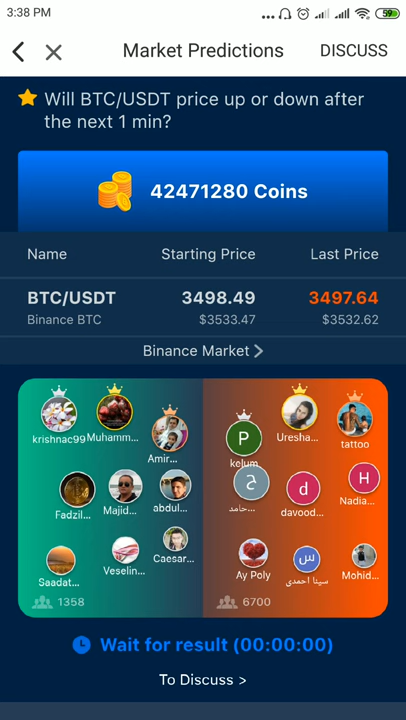 3:38 PM
... 59
Market Predictions
DISCUSS
Will BTC/USDT price up or down after
the next 1 min?
42471280 Coins
Name Starting Price Last Price
BTC/USDT 3498.49 3497.64
Binance BTC $3533.47 $3532.62
Binance Market >
krishnac99 Muhamm... Amir...
kelum Uresha... tattoo
Fadzil... Majid... abdul...
حامد... davood... Nadia...
Saadat... Veselin... Caesar...
Ay Poly سینا احمدی Mohid...
P
ح
d
H
س
1358
6700
Wait for result (00:00:00)
To Discuss >